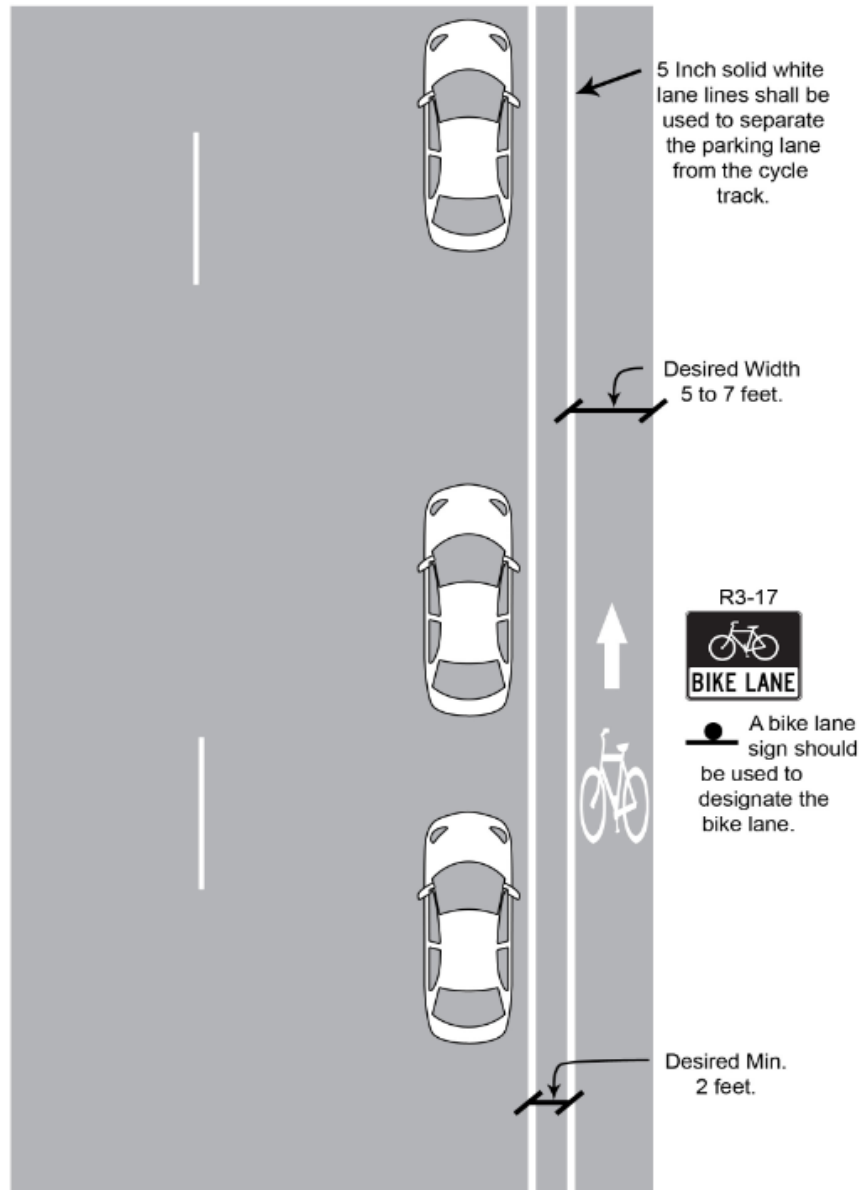 5 Inch solid white
lane lines shall be
used to separate
the parking lane
from the cycle
track.
Desired Width
5 to 7 feet.
R3-17
BIKE LANE
A bike lane
sign should
be used to
designate the
bike lane.
Desired Min.
2 feet.